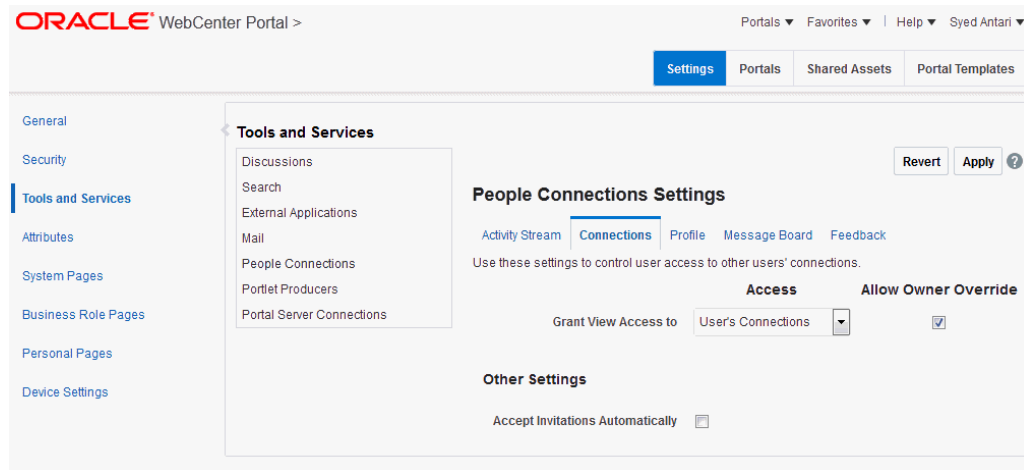 ORACLE® WebCenter Portal >
Portals Favorites Help Syed Antari
Settings Portals Shared Assets Portal Templates
General
Security
Tools and Services
Attributes
System Pages
Business Role Pages
Personal Pages
Device Settings
Tools and Services
Discussions
Search
External Applications
Mail
People Connections
Portlet Producers
Portal Server Connections
Revert Apply ?
People Connections Settings
Activity Stream Connections Profile Message Board Feedback
Use these settings to control user access to other users' connections.
Access Allow Owner Override
Grant View Access to User's Connections
Other Settings
Accept Invitations Automatically